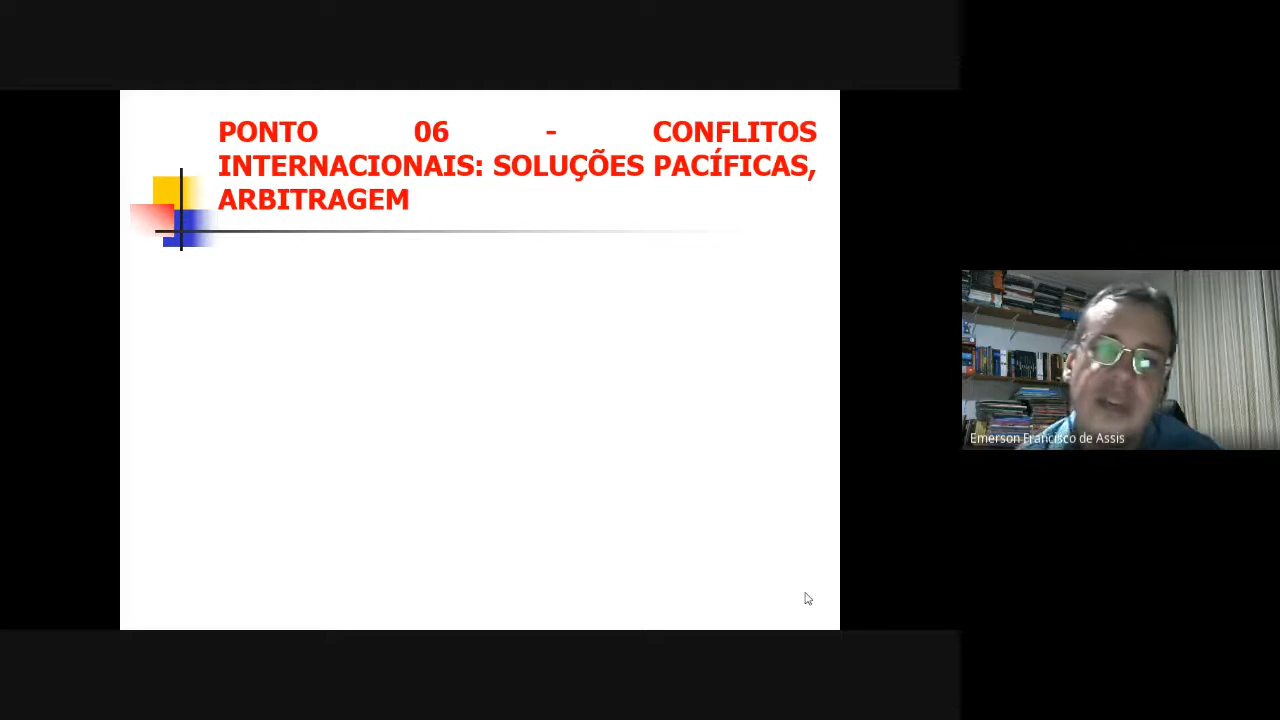 PONTO 06 - CONFLITOS
INTERNACIONAIS: SOLUÇÕES PACÍFICAS,
ARBITRAGEM
Emerson Francisco de Assis